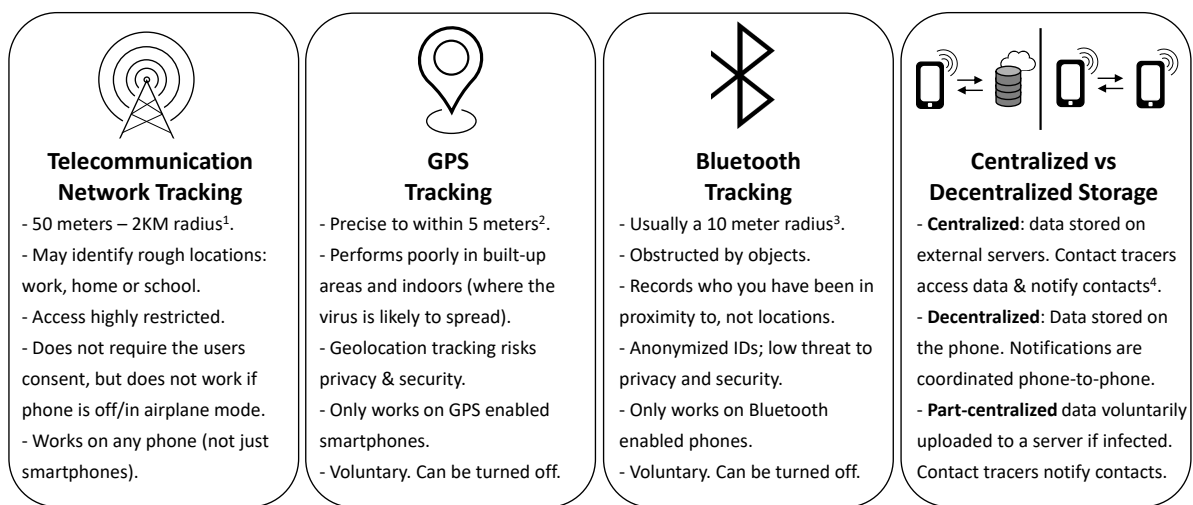 Telecommunication
Network Tracking
- 50 meters – 2KM radius¹.
- May identify rough locations:
work, home or school.
- Access highly restricted.
- Does not require the users
consent, but does not work if
phone is off/in airplane mode.
- Works on any phone (not just
smartphones).
GPS
Tracking
- Precise to within 5 meters².
- Performs poorly in built-up
areas and indoors (where the
virus is likely to spread).
- Geolocation tracking risks
privacy & security.
- Only works on GPS enabled
smartphones.
- Voluntary. Can be turned off.
Bluetooth
Tracking
- Usually a 10 meter radius³.
- Obstructed by objects.
- Records who you have been in
proximity to, not locations.
- Anonymized IDs; low threat to
privacy and security.
- Only works on Bluetooth
enabled phones.
- Voluntary. Can be turned off.
Centralized vs
Decentralized Storage
- Centralized: data stored on
external servers. Contact tracers
access data & notify contacts⁴.
- Decentralized: Data stored on
the phone. Notifications are
coordinated phone-to-phone.
- Part-centralized data voluntarily
uploaded to a server if infected.
Contact tracers notify contacts.